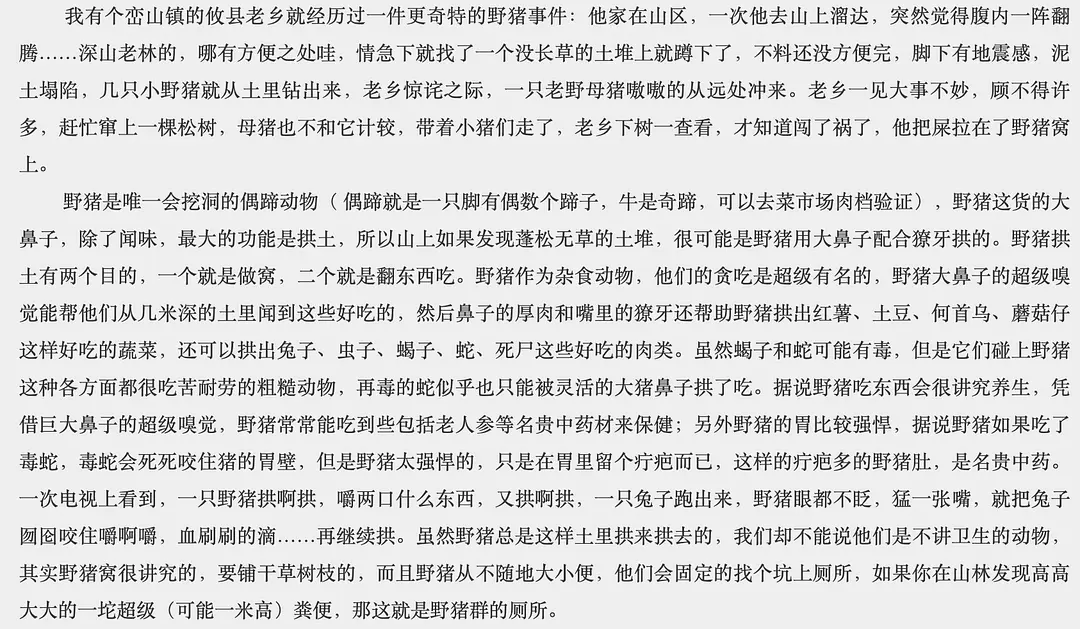 我有个峦山镇的攸县老乡就经历过一件更奇特的野猪事件：他家在山区，一次他去山上溜达，突然觉得腹内一阵翻
腾……深山老林的，哪有方便之处哇，情急下就找了一个没长草的土堆上就蹲下了，不料还没方便完，脚下有地震感，泥
土塌陷，几只小野猪就从土里钻出来，老乡惊诧之际，一只老野母猪嗷嗷的从远处冲来。老乡一见大事不妙，顾不得许
多，赶忙窜上一棵松树，母猪也不和它计较，带着小猪们走了，老乡下树一查看，才知道闯了祸了，他把屎拉在了野猪窝
上。
野猪是唯一会挖洞的偶蹄动物（ 偶蹄就是一只脚有偶数个蹄子，牛是奇蹄，可以去菜市场肉档验证），野猪这货的大
鼻子，除了闻味，最大的功能是拱土，所以山上如果发现蓬松无草的土堆，很可能是野猪用大鼻子配合獠牙拱的。野猪拱
土有两个目的，一个就是做窝，二个就是翻东西吃。野猪作为杂食动物，他们的贪吃是超级有名的，野猪大鼻子的超级嗅
觉能帮他们从几米深的土里闻到这些好吃的，然后鼻子的厚肉和嘴里的獠牙还帮助野猪拱出红薯、土豆、何首乌、蘑菇仔
这样好吃的蔬菜，还可以拱出兔子、虫子、蝎子、蛇、死尸这些好吃的肉类。虽然蝎子和蛇可能有毒，但是它们碰上野猪
这种各方面都很吃苦耐劳的粗糙动物，再毒的蛇似乎也只能被灵活的大猪鼻子拱了吃。据说野猪吃东西会很讲究养生，凭
借巨大鼻子的超级嗅觉，野猪常常能吃到些包括老人参等名贵中药材来保健；另外野猪的胃比较强悍，据说野猪如果吃了
毒蛇，毒蛇会死死咬住猪的胃壁，但是野猪太强悍的，只是在胃里留个疔疤而已，这样的疔疤多的野猪肚，是名贵中药。
一次电视上看到，一只野猪拱啊拱，嚼两口什么东西，又拱啊拱，一只兔子跑出来，野猪眼都不眨，猛一张嘴，就把兔子
囫囵咬住嚼啊嚼，血刷刷的滴……再继续拱。虽然野猪总是这样土里拱来拱去的，我们却不能说他们是不讲卫生的动物，
其实野猪窝很讲究的，要铺干草树枝的，而且野猪从不随地大小便，他们会固定的找个坑上厕所，如果你在山林发现高高
大大的一坨超级（可能一米高）粪便，那这就是野猪群的厕所。